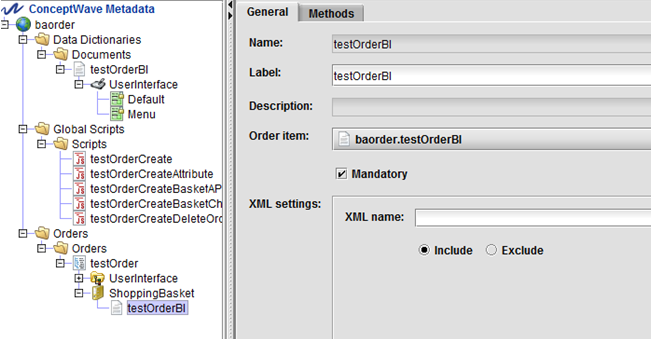 ConceptWave Metadata
baorder
Data Dictionaries
Documents
testOrderBI
UserInterface
Default
Menu
Global Scripts
Scripts
testOrderCreate
testOrderCreateAttribute
testOrderCreateBasketAP
testOrderCreateBasketCh
testOrderCreateDeleteOrd
Orders
Orders
testOrder
UserInterface
ShoppingBasket
testOrderBI
General Methods
Name: testOrderBI
Label: testOrderBI
Description:
Order item: baorder.testOrderBI
Mandatory
XML settings:
XML name:
Include Exclude